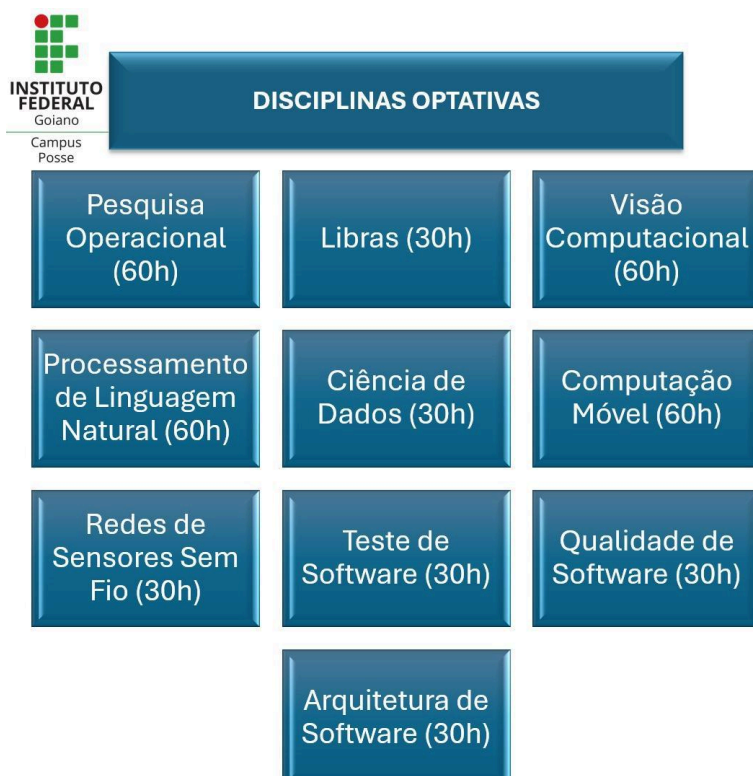 INSTITUTO
FEDERAL
Goiano
Campus
Posse
DISCIPLINAS OPTATIVAS
Pesquisa
Operacional
(60h)
Libras (30h)
Visão
Computacional
(60h)
Processamento
de Linguagem
Natural (60h)
Ciência de
Dados (30h)
Computação
Móvel (60h)
Redes de
Sensores Sem
Fio (30h)
Teste de
Software (30h)
Qualidade de
Software (30h)
Arquitetura de
Software (30h)